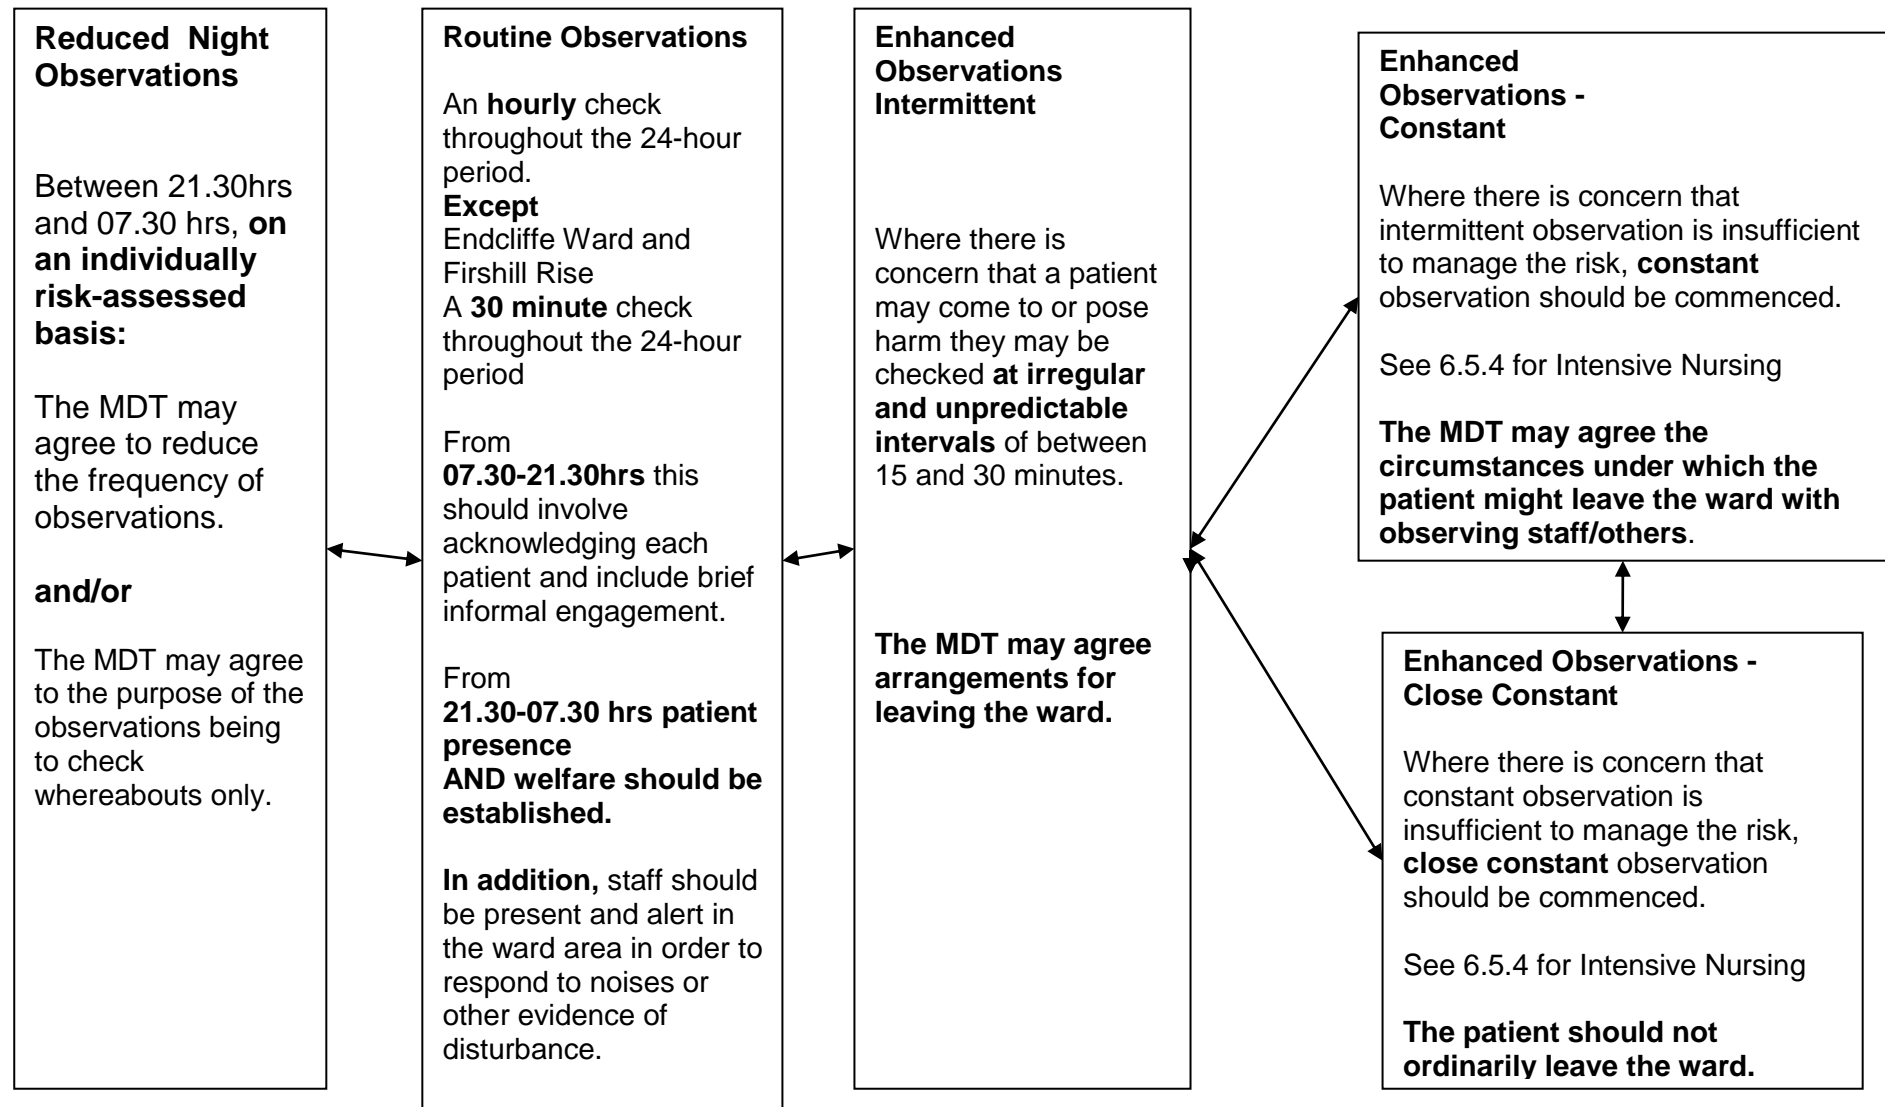 Reduced  Night
Observations
Between 21.30hrs
and 07.30 hrs, on
an individually
risk-assessed
basis:
The MDT may
agree to reduce
the frequency of
observations.
and/or
The MDT may agree
to the purpose of the
observations being
to check
whereabouts only.
Routine Observations
An hourly check
throughout the 24-hour
period.
Except
Endcliffe Ward and
Firshill Rise
A 30 minute check
throughout the 24-hour
period
From
07.30-21.30hrs this
should involve
acknowledging each
patient and include brief
informal engagement.
From
21.30-07.30 hrs patient
presence
AND welfare should be
established.
In addition, staff should
be present and alert in
the ward area in order to
respond to noises or
other evidence of
disturbance.
Enhanced
Observations
Intermittent
Where there is
concern that a patient
may come to or pose
harm they may be
checked at irregular
and unpredictable
intervals of between
15 and 30 minutes.
The MDT may agree
arrangements for
leaving the ward.
Enhanced
Observations -
Constant
Where there is concern that
intermittent observation is insufficient
to manage the risk, constant
observation should be commenced.
See 6.5.4 for Intensive Nursing
The MDT may agree the
circumstances under which the
patient might leave the ward with
observing staff/others.
Enhanced Observations -
Close Constant
Where there is concern that
constant observation is
insufficient to manage the risk,
close constant observation
should be commenced.
See 6.5.4 for Intensive Nursing
The patient should not
ordinarily leave the ward.